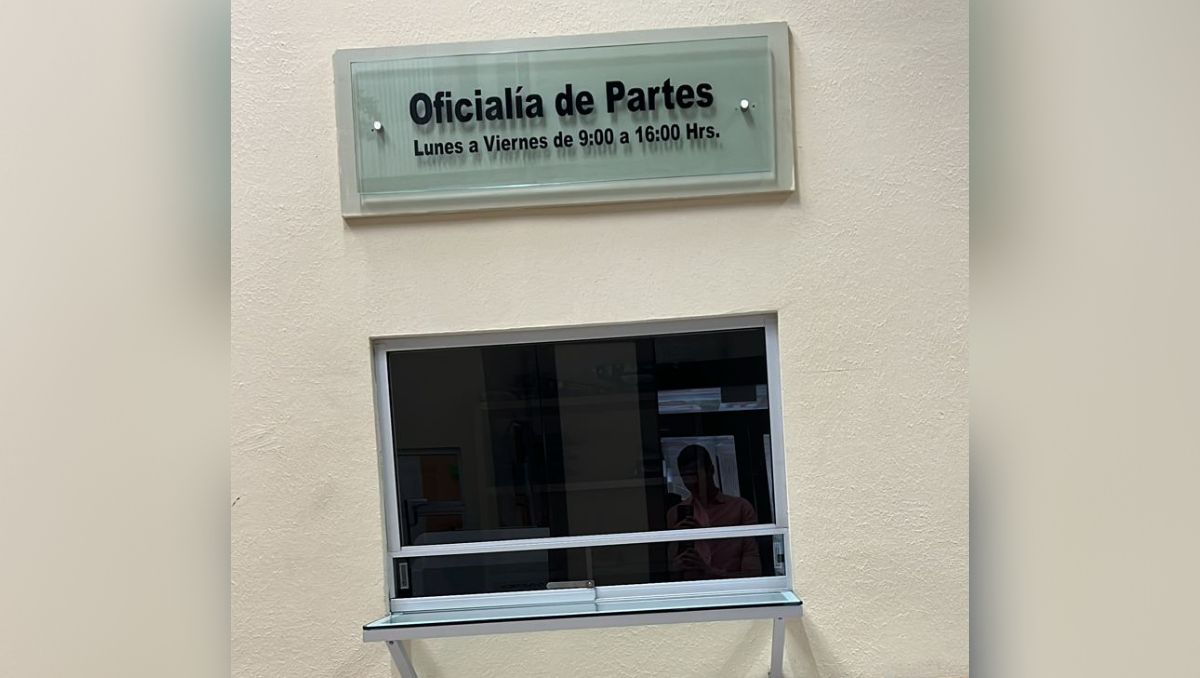 Oficialía de Partes
Lunes a Viernes de 9:00 a 16:00 Hrs.